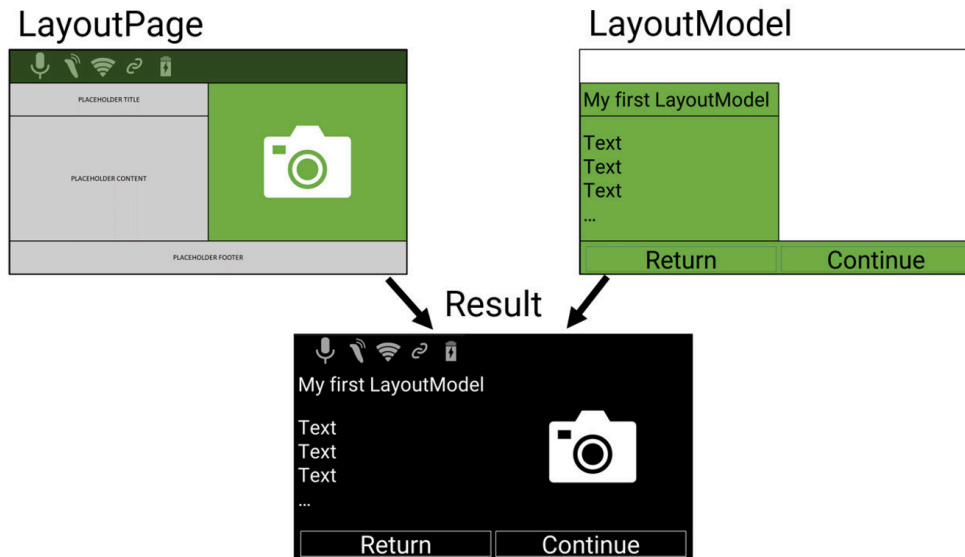 LayoutPage
PLACEHOLDER TITLE
PLACEHOLDER CONTENT
PLACEHOLDER FOOTER
LayoutModel
My first LayoutModel
Text
Text
Text
...
Return
Continue
Result
My first LayoutModel
Text
Text
Text
...
Return
Continue